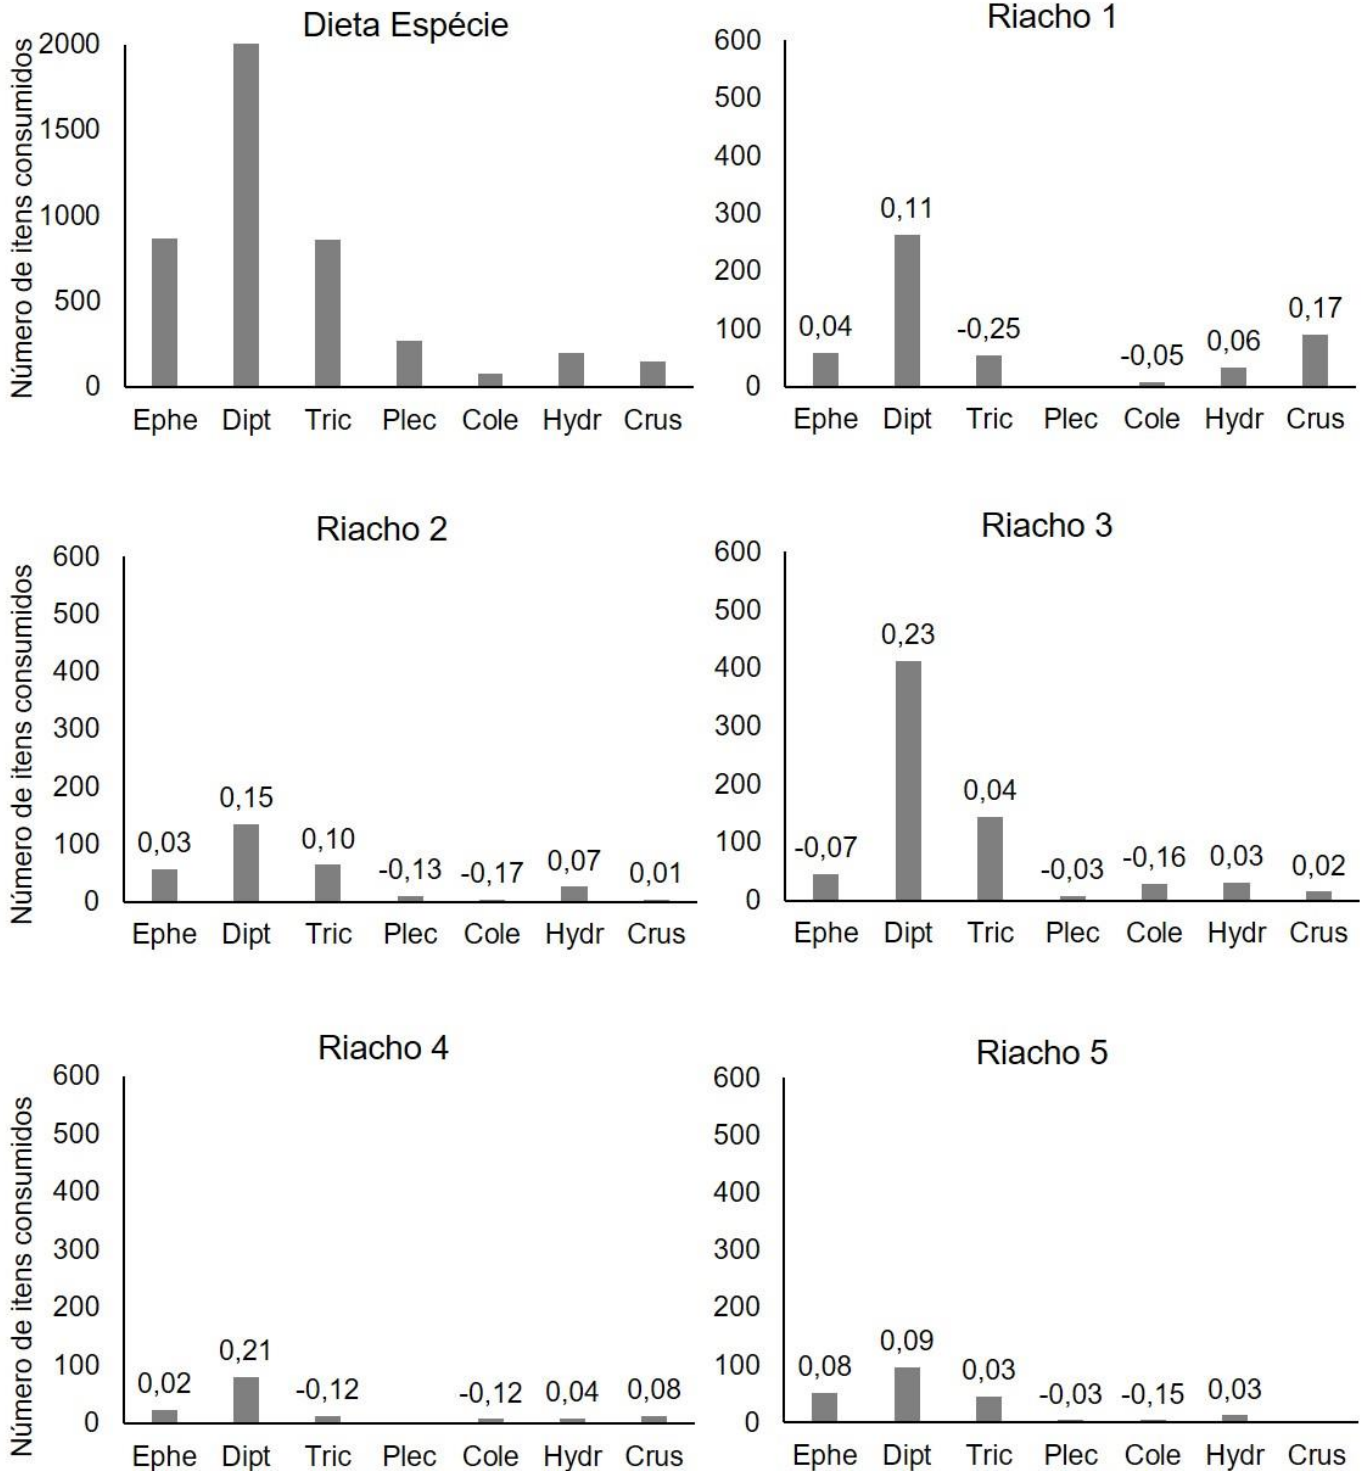 Dieta Espécie
Número de itens consumidos
2000
1500
1000
500
0
Ephe Dipt Tric Plec Cole Hydr Crus
Riacho 1
600
500
400
300
200
100
0
0,04 0,11 -0,25 -0,05 0,06 0,17
Ephe Dipt Tric Plec Cole Hydr Crus
Riacho 2
Número de itens consumidos
600
500
400
300
200
100
0
0,03 0,15 0,10 -0,13 -0,17 0,07 0,01
Ephe Dipt Tric Plec Cole Hydr Crus
Riacho 3
600
500
400
300
200
100
0
-0,07 0,23 0,04 -0,03 -0,16 0,03 0,02
Ephe Dipt Tric Plec Cole Hydr Crus
Riacho 4
Número de itens consumidos
600
500
400
300
200
100
0
0,02 0,21 -0,12 -0,12 0,04 0,08
Ephe Dipt Tric Plec Cole Hydr Crus
Riacho 5
600
500
400
300
200
100
0
0,08 0,09 0,03 -0,03 -0,15 0,03
Ephe Dipt Tric Plec Cole Hydr Crus